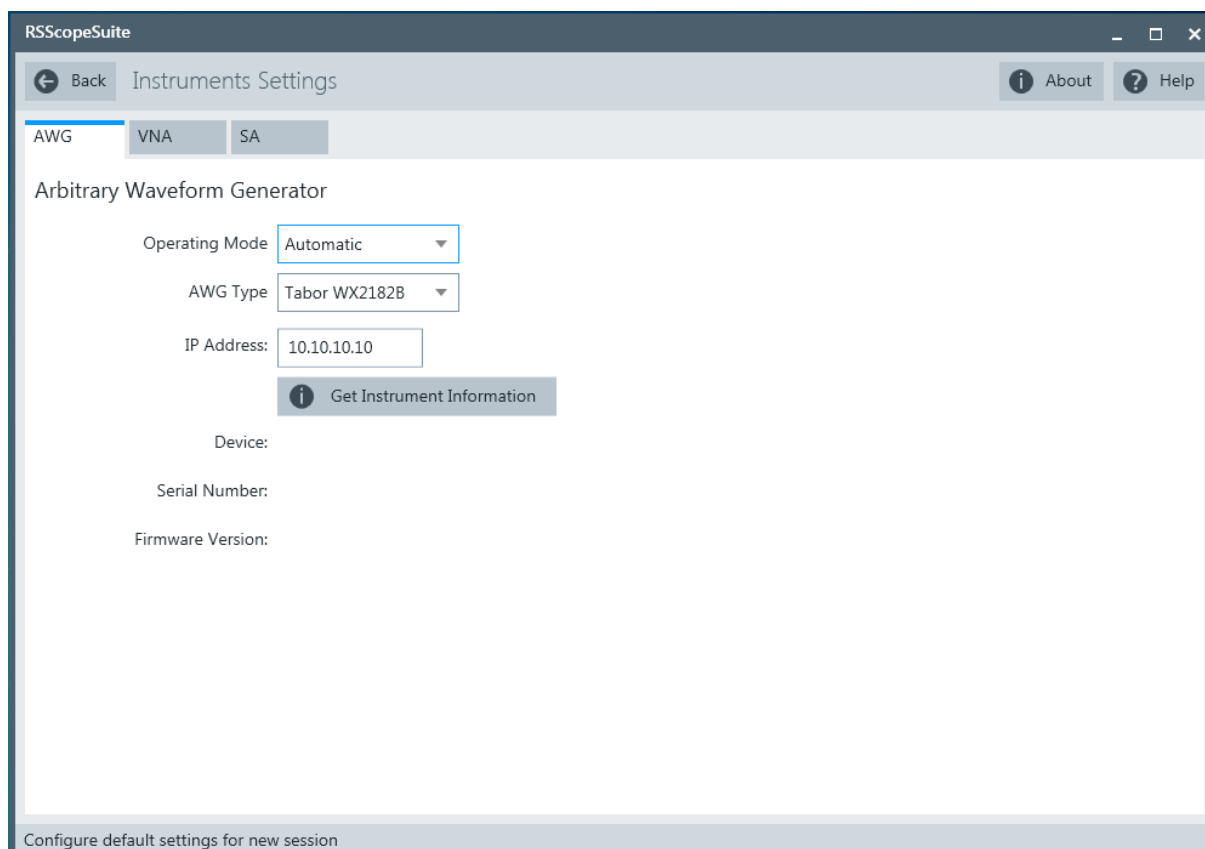 RSScopeSuite
Back Instruments Settings About Help
AWG VNA SA
Arbitrary Waveform Generator
Operating Mode Automatic
AWG Type Tabor WX2182B
IP Address: 10.10.10.10
Get Instrument Information
Device:
Serial Number:
Firmware Version:
Configure default settings for new session